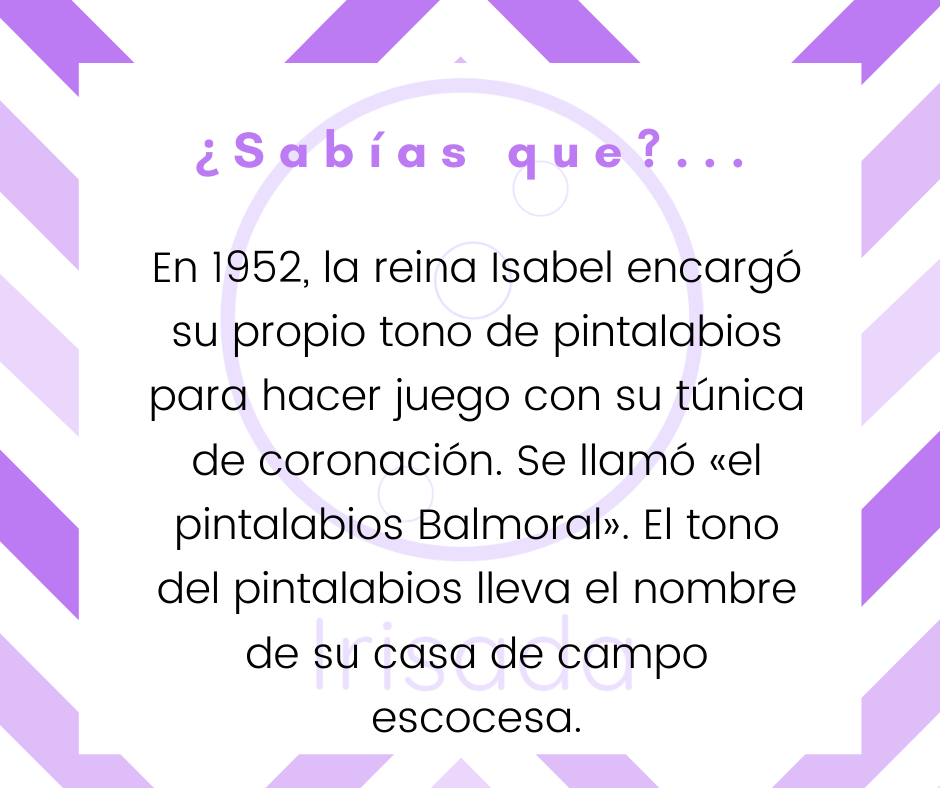 ¿Sabías que?...
En 1952, la reina Isabel encargó
su propio tono de pintalabios
para hacer juego con su túnica
de coronación. Se llamó «el
pintalabios Balmoral». El tono
del pintalabios lleva el nombre
de su casa de campo
escocesa.
Irisada